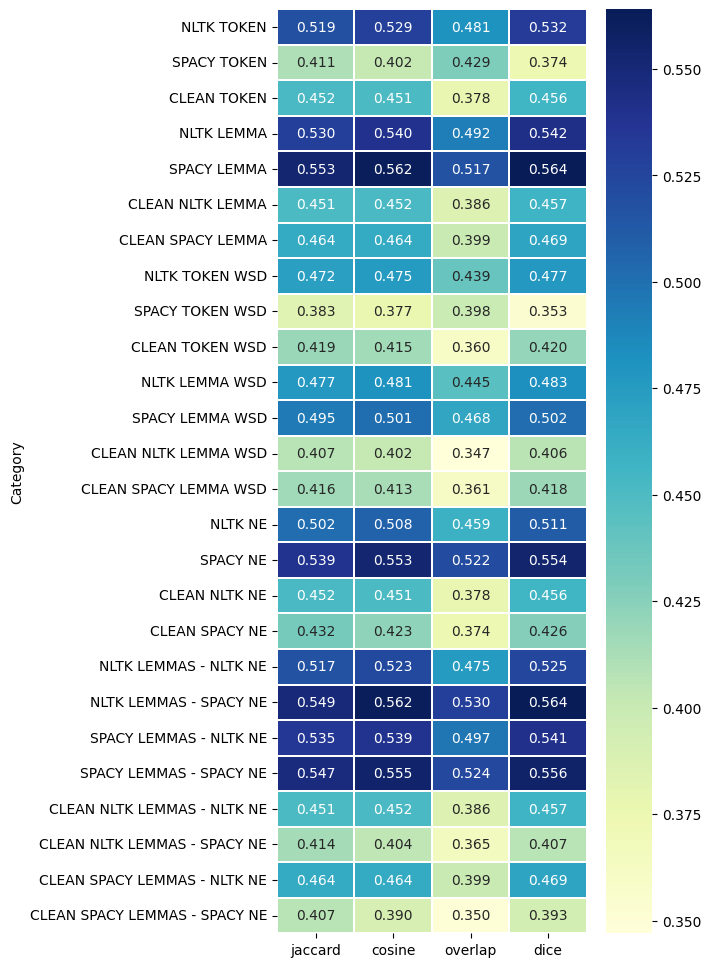 NLTK TOKEN 0.519 0.529 0.481 0.532
SPACY TOKEN 0.411 0.402 0.429 0.374
CLEAN TOKEN 0.452 0.451 0.378 0.456
NLTK LEMMA 0.530 0.540 0.492 0.542
SPACY LEMMA 0.553 0.562 0.517 0.564
CLEAN NLTK LEMMA 0.451 0.452 0.386 0.457
CLEAN SPACY LEMMA 0.464 0.464 0.399 0.469
NLTK TOKEN WSD 0.472 0.475 0.439 0.477
SPACY TOKEN WSD 0.383 0.377 0.398 0.353
CLEAN TOKEN WSD 0.419 0.415 0.360 0.420
NLTK LEMMA WSD 0.477 0.481 0.445 0.483
SPACY LEMMA WSD 0.495 0.501 0.468 0.502
CLEAN NLTK LEMMA WSD 0.407 0.402 0.347 0.406
CLEAN SPACY LEMMA WSD 0.416 0.413 0.361 0.418
NLTK NE 0.502 0.508 0.459 0.511
SPACY NE 0.539 0.553 0.522 0.554
CLEAN NLTK NE 0.452 0.451 0.378 0.456
CLEAN SPACY NE 0.432 0.423 0.374 0.426
NLTK LEMMAS - NLTK NE 0.517 0.523 0.475 0.525
NLTK LEMMAS - SPACY NE 0.549 0.562 0.530 0.564
SPACY LEMMAS - NLTK NE 0.535 0.539 0.497 0.541
SPACY LEMMAS - SPACY NE 0.547 0.555 0.524 0.556
CLEAN NLTK LEMMAS - NLTK NE 0.451 0.452 0.386 0.457
CLEAN NLTK LEMMAS - SPACY NE 0.414 0.404 0.365 0.407
CLEAN SPACY LEMMAS - NLTK NE 0.464 0.464 0.399 0.469
CLEAN SPACY LEMMAS - SPACY NE 0.407 0.390 0.350 0.393
jaccard cosine overlap dice
Category
0.550
0.525
0.500
0.475
0.450
0.425
0.400
0.375
0.350